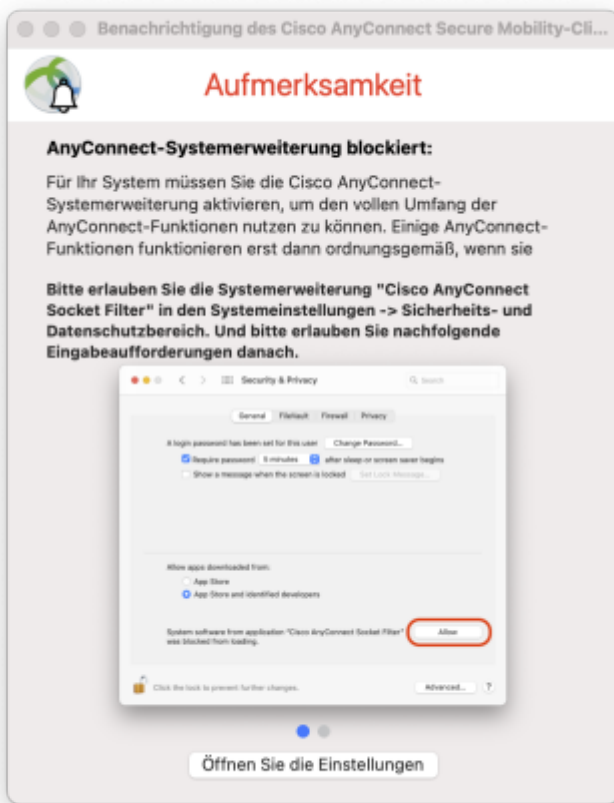 Benachrichtigung des Cisco AnyConnect Secure Mobility-Cli...
Aufmerksamkeit
AnyConnect-Systemerweiterung blockiert:
Für Ihr System müssen Sie die Cisco AnyConnect-
Systemerweiterung aktivieren, um den vollen Umfang der
AnyConnect-Funktionen nutzen zu können. Einige AnyConnect-
Funktionen funktionieren erst dann ordnungsgemäß, wenn sie
Bitte erlauben Sie die Systemerweiterung "Cisco AnyConnect
Socket Filter" in den Systemeinstellungen -> Sicherheits- und
Datenschutzbereich. Und bitte erlauben Sie nachfolgende
Eingabeaufforderungen danach.
Security & Privacy
Search
General FileVault Firewall Privacy
A login password has been set for this user Change Password...
Require password 5 minutes after sleep or screen saver begins
Show a message when the screen is locked Set Lock Message...
Allow apps downloaded from:
App Store
App Store and identified developers
System software from application "Cisco AnyConnect Socket Filter" Allow
was blocked from loading.
Click the lock to prevent further changes. Advanced... ?
Öffnen Sie die Einstellungen